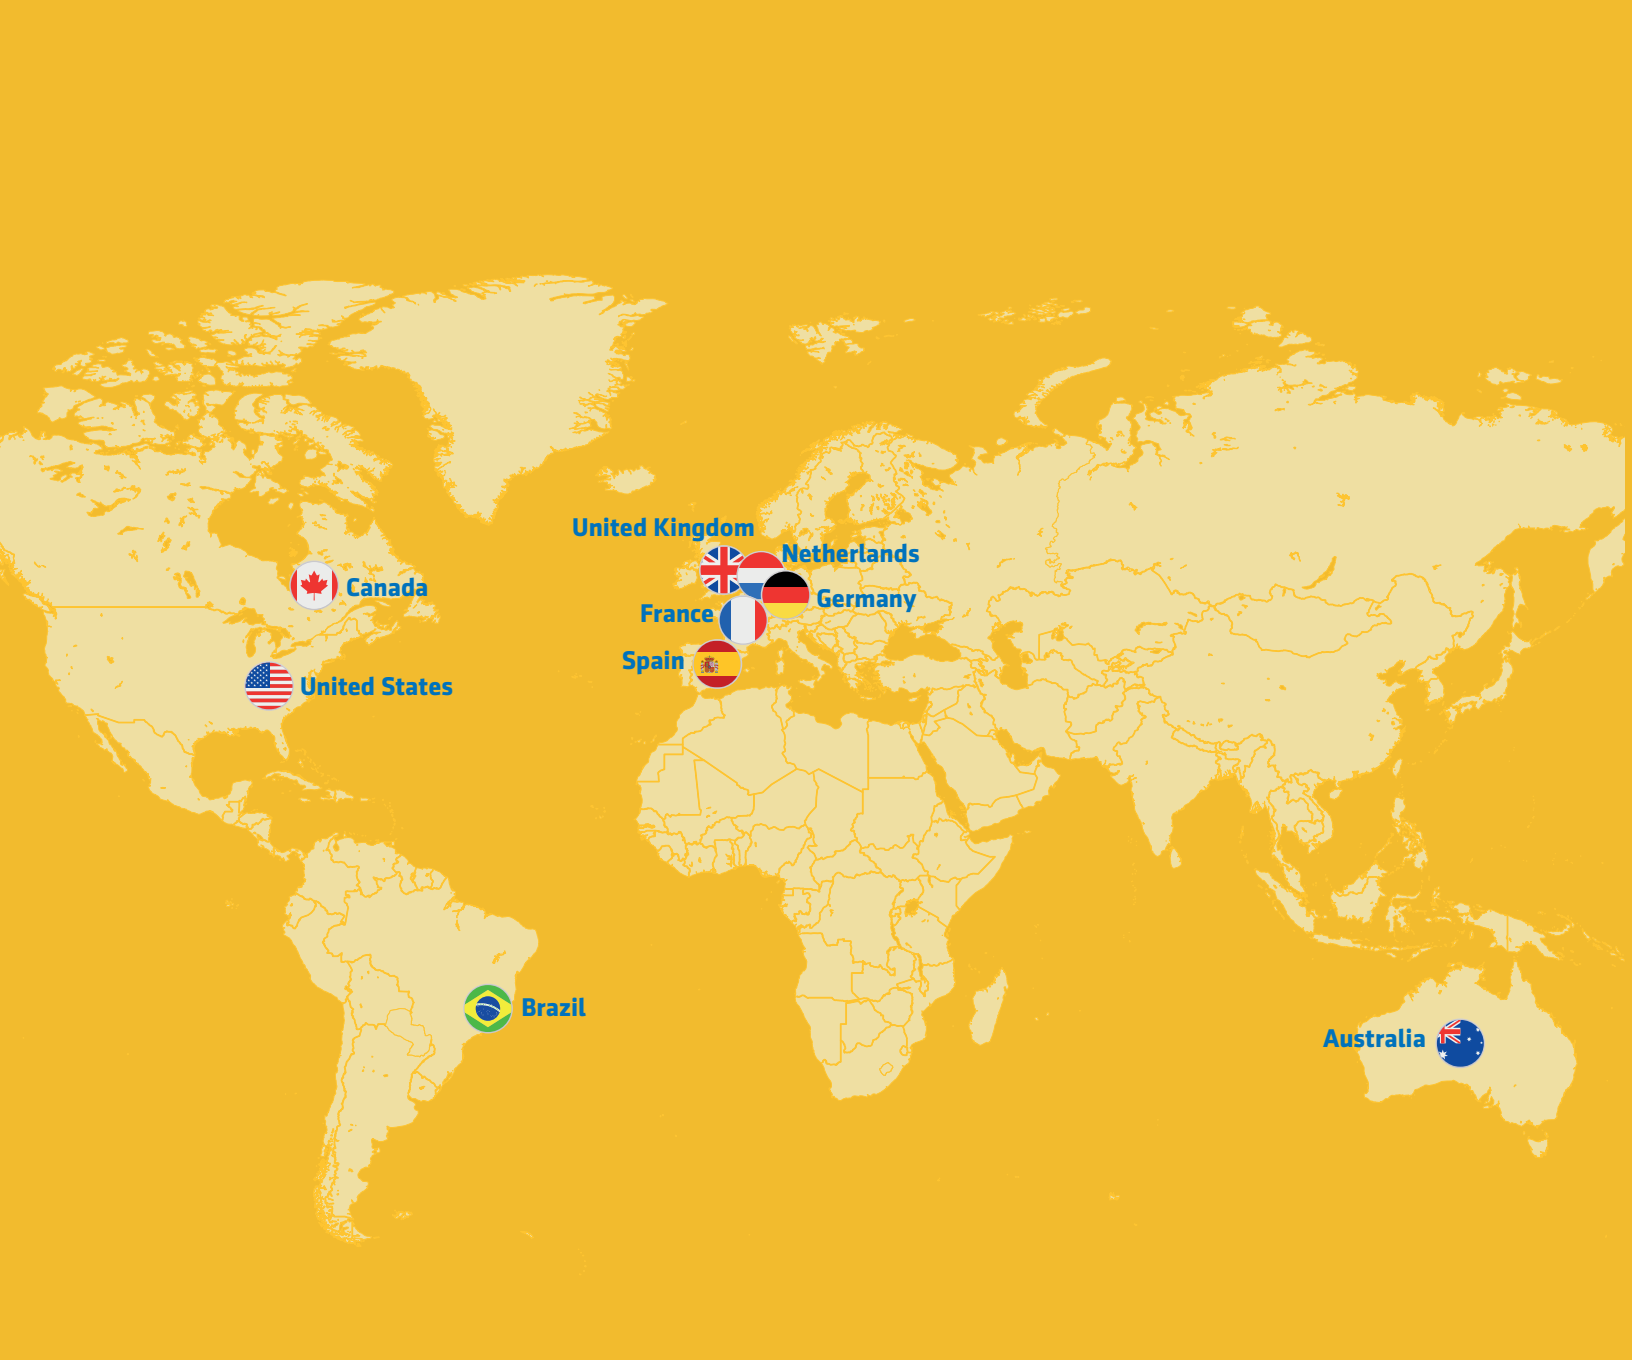 United Kingdom
Netherlands
Canada
Germany
France
Spain
United States
Brazil
Australia